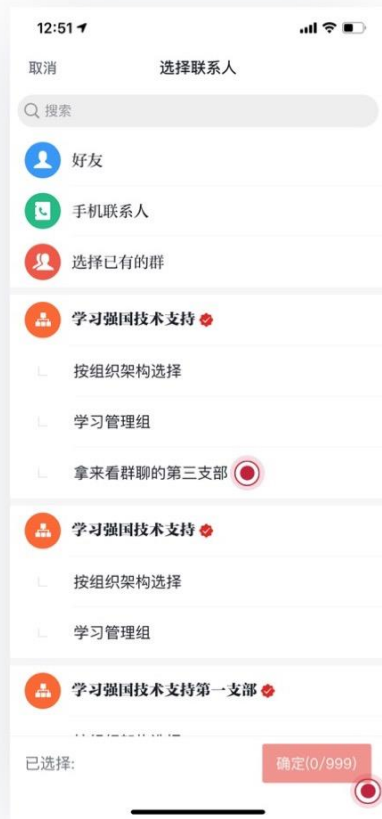 12:51
取消
选择联系人
搜索
好友
手机联系人
选择已有的群
学习强国技术支持
按组织架构选择
学习管理组
拿来看群聊的第三支部
学习强国技术支持
按组织架构选择
学习管理组
学习强国技术支持第一支部
已选择:
确定(0/999)